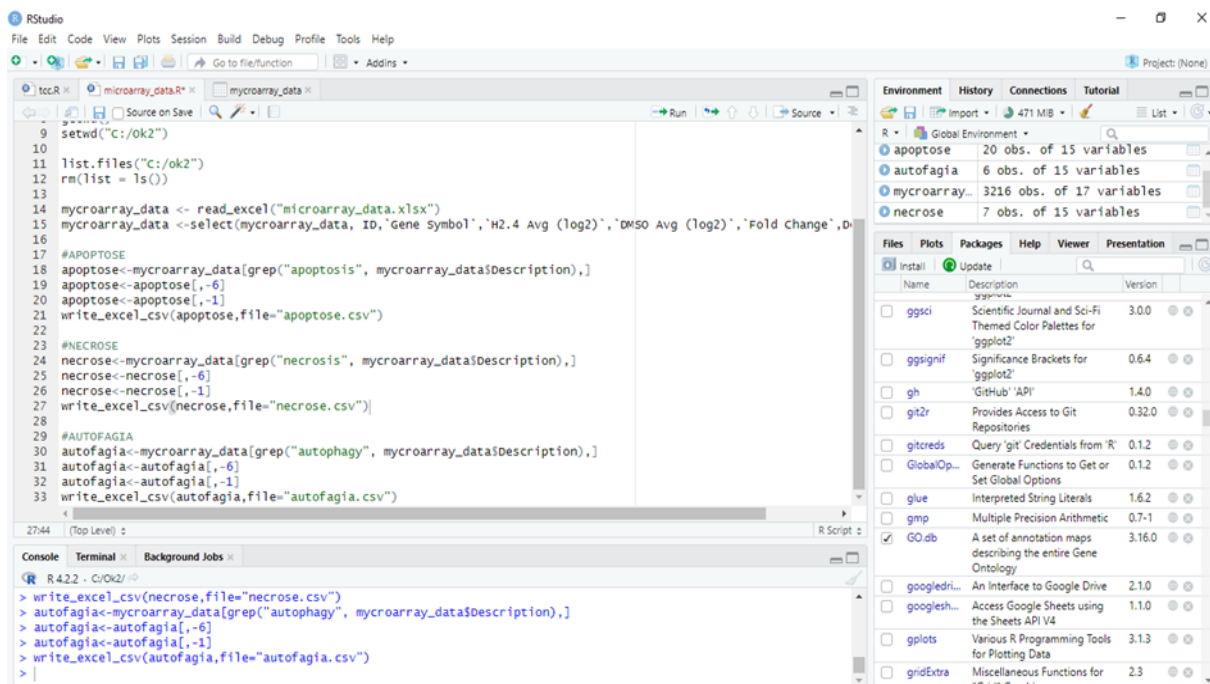 RStudio
File Edit Code View Plots Session Build Debug Profile Tools Help
Go to file/function
Addins
Project: (None)
tcc.R
microarray_data.R*
mycroarray_data
Source on Save
Run
Source
9 setwd("C:/Ok2")
10
11 list.files("C:/ok2")
12 rm(list = ls())
13
14 mycroarray_data <- read_excel("microarray_data.xlsx")
15 mycroarray_data <-select(mycroarray_data, ID,`Gene Symbol`,`H2.4 Avg (log2)`,`DMSO Avg (log2)`,`Fold Change`,
16
17 #APOPTOSE
18 apoptose<-mycroarray_data[grep("apoptosis", mycroarray_data$Description),]
19 apoptose<-apoptose[,-6]
20 apoptose<-apoptose[,-1]
21 write_excel_csv(apoptose,file="apoptose.csv")
22
23 #NECROSE
24 necrose<-mycroarray_data[grep("necrosis", mycroarray_data$Description),]
25 necrose<-necrose[,-6]
26 necrose<-necrose[,-1]
27 write_excel_csv(necrose,file="necrose.csv")
28
29 #AUTOFAGIA
30 autofagia<-mycroarray_data[grep("autophagy", mycroarray_data$Description),]
31 autofagia<-autofagia[,-6]
32 autofagia<-autofagia[,-1]
33 write_excel_csv(autofagia,file="autofagia.csv")
27:44 (Top Level) R Script
Console Terminal Background Jobs
R 4.2.2 · C:/Ok2/
> write_excel_csv(necrose,file="necrose.csv")
> autofagia<-mycroarray_data[grep("autophagy", mycroarray_data$Description),]
> autofagia<-autofagia[,-6]
> autofagia<-autofagia[,-1]
> write_excel_csv(autofagia,file="autofagia.csv")
>
Environment History Connections Tutorial
Import 471 MiB List
R Global Environment
apoptose 20 obs. of 15 variables
autofagia 6 obs. of 15 variables
mycroarray... 3216 obs. of 17 variables
necrose 7 obs. of 15 variables
Files Plots Packages Help Viewer Presentation
Install Update
Name Description Version
ggsci Scientific Journal and Sci-Fi 3.0.0
Themed Color Palettes for
'ggplot2'
ggsignif Significance Brackets for 0.6.4
'ggplot2'
gh 'GitHub' 'API' 1.4.0
git2r Provides Access to Git 0.32.0
Repositories
gitcreds Query 'git' Credentials from 'R' 0.1.2
GlobalOp... Generate Functions to Get or 0.1.2
Set Global Options
glue Interpreted String Literals 1.6.2
gmp Multiple Precision Arithmetic 0.7-1
GO.db A set of annotation maps 3.16.0
describing the entire Gene
Ontology
googledri... An Interface to Google Drive 2.1.0
googlesh... Access Google Sheets using 1.1.0
the Sheets API V4
gplots Various R Programming Tools 3.1.3
for Plotting Data
gridExtra Miscellaneous Functions for 2.3